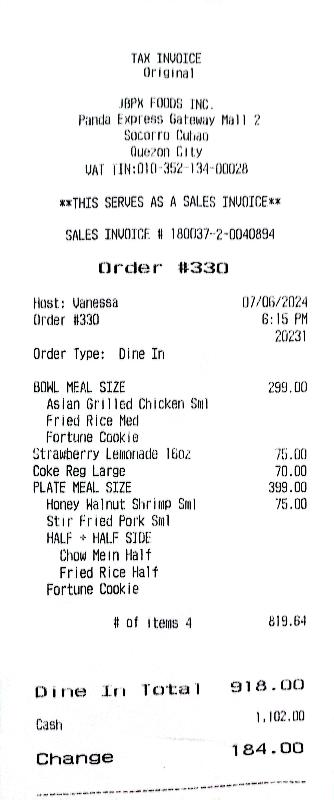 TAX INVOICE
Original
JBPX FOODS INC.
Panda Express Gateway Mall 2
Socorro Cubao
Quezon City
VAT TIN:010-352-134-00028
**THIS SERVES AS A SALES INVOICE**
SALES INVOICE # 180037-2-0040894
Order #330
Host: Vanessa 07/06/2024
Order #330 6:15 PM
20231
Order Type: Dine In
BOWL MEAL SIZE 299.00
Asian Grilled Chicken Sml
Fried Rice Med
Fortune Cookie
Strawberry Lemonade 16oz 75.00
Coke Reg Large 70.00
PLATE MEAL SIZE 399.00
Honey Walnut Shrimp Sml 75.00
Stir Fried Pork Sml
HALF + HALF SIDE
Chow Mein Half
Fried Rice Half
Fortune Cookie
# of items 4 819.64
Dine In Total 918.00
Cash 1,102.00
Change 184.00